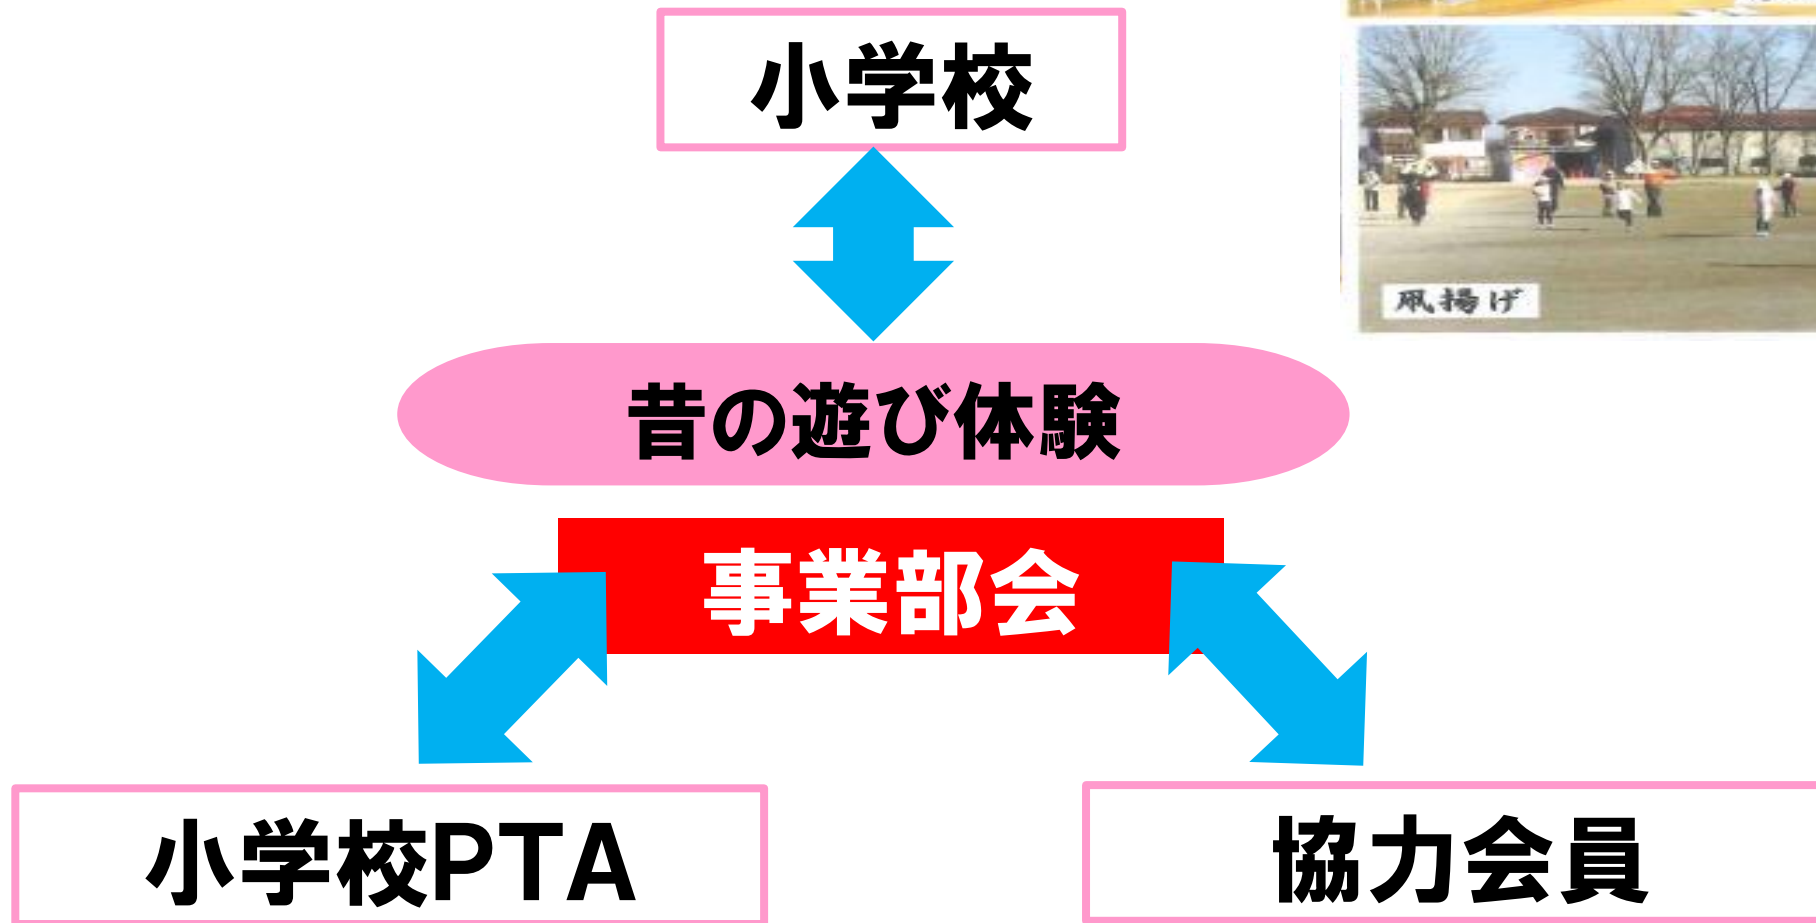 小学校
凧揚げ
昔の遊び体験
事業部会
小学校PTA
協力会員